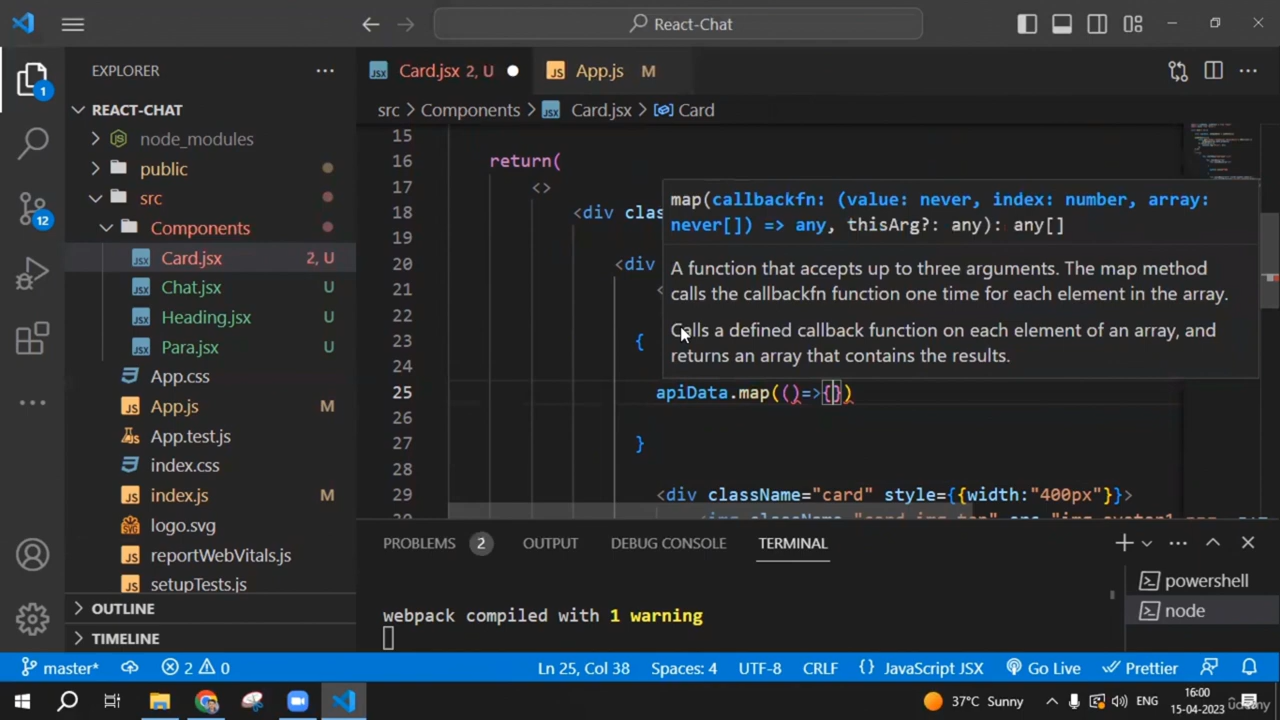 React-Chat
EXPLORER
Card.jsx 2, U
App.js M
REACT-CHAT
src > Components > Card.jsx > Card
node_modules
public
src
Components
Card.jsx 2, U
Chat.jsx U
Heading.jsx U
Para.jsx U
App.css
App.js M
App.test.js
index.css
index.js M
logo.svg
reportWebVitals.js
setupTests.js
OUTLINE
TIMELINE
1
12
15
16 return(
17 <>
18 <div clas
19
20 <div
21 <
22
23 {
24
25 apiData.map(()=>{})
26
27 }
28
29 <div className="card" style={{width:"400px"}}>
map(callbackfn: (value: never, index: number, array:
never[]) => any, thisArg?: any): any[]
A function that accepts up to three arguments. The map method
calls the callbackfn function one time for each element in the array.
Calls a defined callback function on each element of an array, and
returns an array that contains the results.
PROBLEMS 2 OUTPUT DEBUG CONSOLE TERMINAL
webpack compiled with 1 warning
powershell
node
master* 2 0 Ln 25, Col 38 Spaces: 4 UTF-8 CRLF {} JavaScript JSX Go Live Prettier
37°C Sunny ENG 16:00
15-04-2023
udemy